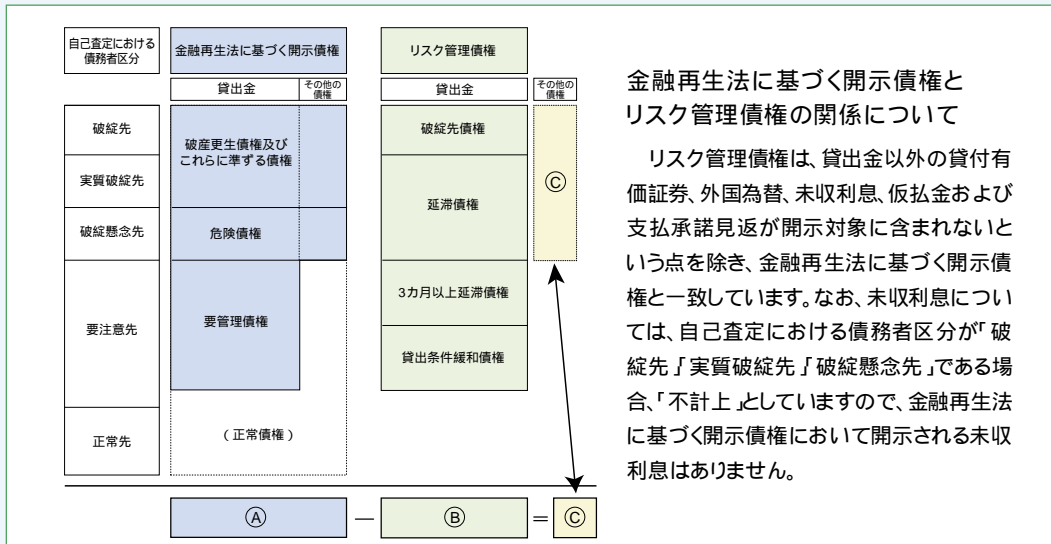 自己査定における
債務者区分
金融再生法に基づく開示債権
リスク管理債権
貸出金
その他の
債権
貸出金
その他の
債権
破綻先
破産更生債権及び
これらに準ずる債権
破綻先債権
実質破綻先
延滞債権
Ⓒ
破綻懸念先
危険債権
要注意先
要管理債権
3カ月以上延滞債権
貸出条件緩和債権
正常先
(正常債権)
Ⓐ － Ⓑ ＝ Ⓒ
金融再生法に基づく開示債権と
リスク管理債権の関係について
リスク管理債権は、貸出金以外の貸付有
価証券、外国為替、未収利息、仮払金および
支払承諾見返が開示対象に含まれないと
いう点を除き、金融再生法に基づく開示債
権と一致しています。なお、未収利息につい
ては、自己査定における債務者区分が「破
綻先」「実質破綻先」「破綻懸念先」である場
合、「不計上」としていますので、金融再生法
に基づく開示債権において開示される未収
利息はありません。